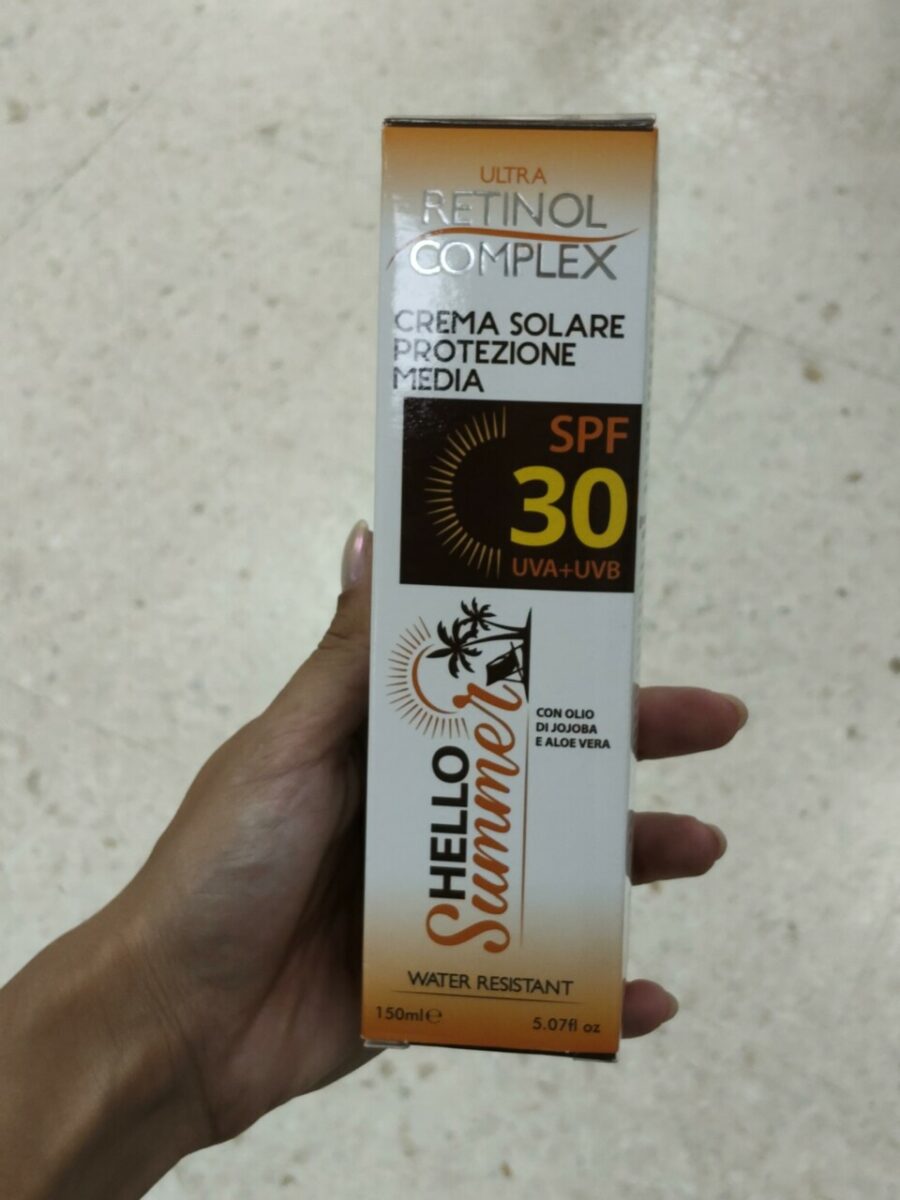 ULTRA
RETINOL
COMPLEX
CREMA SOLARE
PROTEZIONE
MEDIA
SPF
30
UVA+UVB
HELLO
Summer
CON OLIO
DI JOJOBA
E ALOE VERA
WATER RESISTANT
150ml℮
5.07fl oz